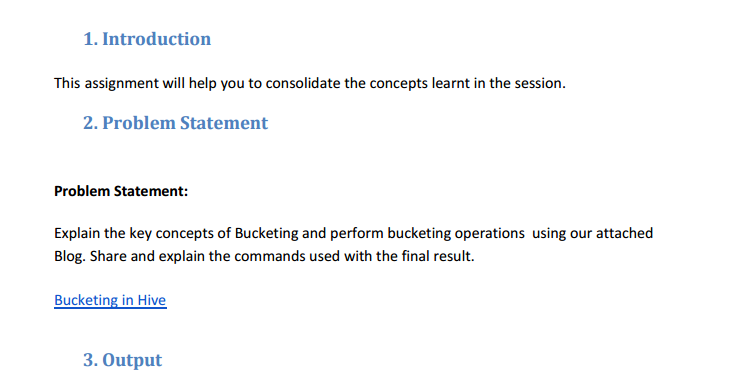 1. Introduction
This assignment will help you to consolidate the concepts learnt in the session.
2. Problem Statement
Problem Statement:
Explain the key concepts of Bucketing and perform bucketing operations  using our attached
Blog. Share and explain the commands used with the final result.
Bucketing in Hive
3. Output